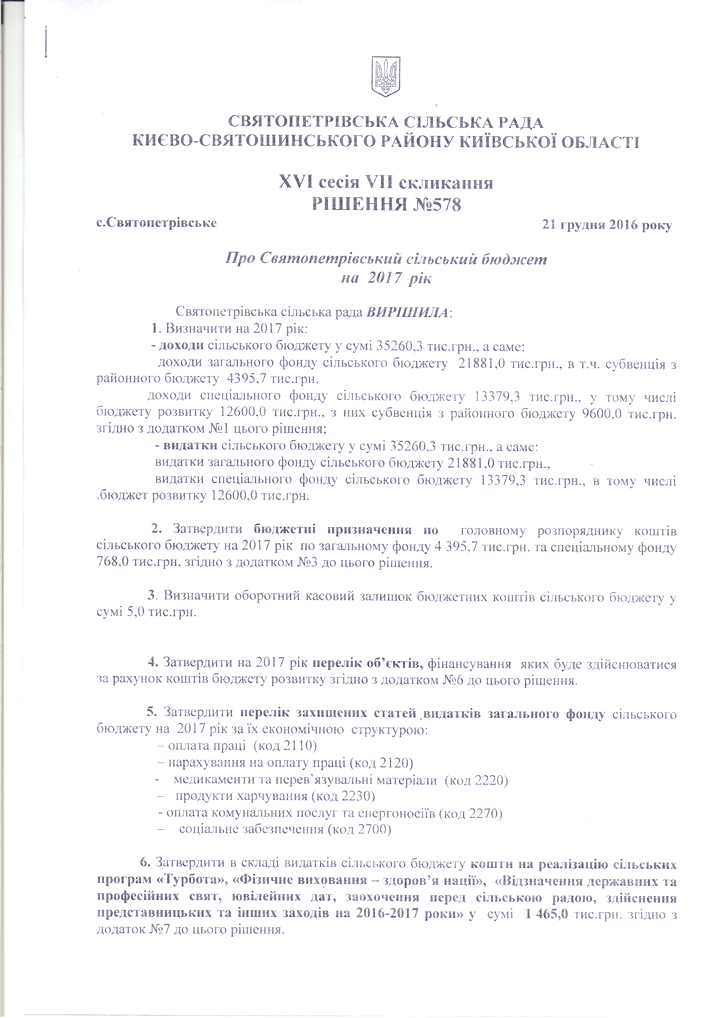 СВЯТОПЕТРІВСЬКА СІЛЬСЬКА РАДА
КИЄВО-СВЯТОШИНСЬКОГО РАЙОНУ КИЇВСЬКОЇ ОБЛАСТІ
XVI сесія VII скликання
РІШЕННЯ №578
с.Святопетрівське 21 грудня 2016 року
Про Святопетрівський сільський бюджет
на 2017 рік
Святопетрівська сільська рада ВИРІШИЛА:
1. Визначити на 2017 рік:
- доходи сільського бюджету у сумі 35260,3 тис.грн., а саме:
доходи загального фонду сільського бюджету 21881,0 тис.грн., в т.ч. субвенція з
районного бюджету 4395,7 тис.грн.
доходи спеціального фонду сільського бюджету 13379,3 тис.грн., у тому числі
бюджету розвитку 12600,0 тис.грн., з них субвенція з районного бюджету 9600,0 тис.грн.
згідно з додатком №1 цього рішення;
- видатки сільського бюджету у сумі 35260,3 тис.грн., а саме:
видатки загального фонду сільського бюджету 21881,0 тис.грн.,
видатки спеціального фонду сільського бюджету 13379,3 тис.грн., в тому числі
.бюджет розвитку 12600,0 тис.грн.
2. Затвердити бюджетні призначення по головному розпоряднику коштів
сільського бюджету на 2017 рік по загальному фонду 4 395,7 тис.грн. та спеціальному фонду
768,0 тис.грн. згідно з додатком №3 до цього рішення.
3. Визначити оборотний касовий залишок бюджетних коштів сільського бюджету у
сумі 5,0 тис.грн.
4. Затвердити на 2017 рік перелік об’єктів, фінансування яких буде здійснюватися
за рахунок коштів бюджету розвитку згідно з додатком №6 до цього рішення.
5. Затвердити перелік захищених статей видатків загального фонду сільського
бюджету на 2017 рік за їх економічною структурою:
– оплата праці (код 2110)
– нарахування на оплату праці (код 2120)
- медикаменти та перев`язувальні матеріали (код 2220)
– продукти харчування (код 2230)
- оплата комунальних послуг та енергоносіїв (код 2270)
– соціальне забезпечення (код 2700)
6. Затвердити в складі видатків сільського бюджету кошти на реалізацію сільських
програм «Турбота», «Фізичне виховання – здоров’я нації», «Відзначення державних та
професійних свят, ювілейних дат, заохочення перед сільською радою, здійснення
представницьких та інших заходів на 2016-2017 роки» у сумі 1 465,0 тис.грн. згідно з
додаток №7 до цього рішення.